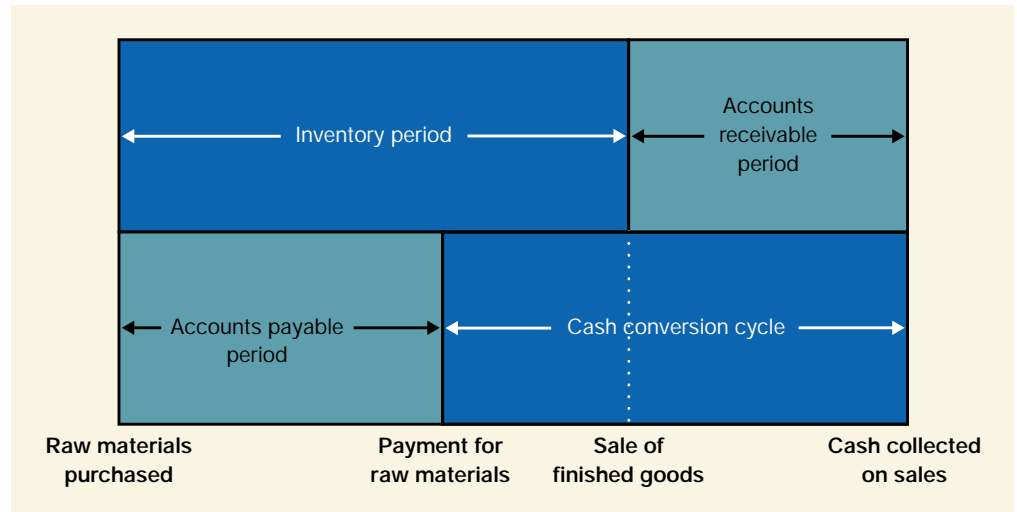 Inventory period
Accounts
receivable
period
Accounts payable
period
Cash conversion cycle
Raw materials
purchased
Payment for
raw materials
Sale of
finished goods
Cash collected
on sales